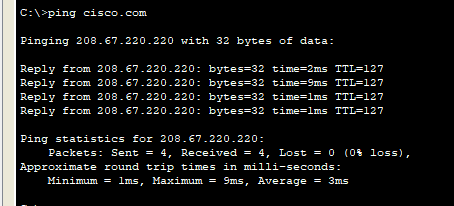 C:\>ping cisco.com
Pinging 208.67.220.220 with 32 bytes of data:
Reply from 208.67.220.220: bytes=32 time=2ms TTL=127
Reply from 208.67.220.220: bytes=32 time=9ms TTL=127
Reply from 208.67.220.220: bytes=32 time=1ms TTL=127
Reply from 208.67.220.220: bytes=32 time=1ms TTL=127
Ping statistics for 208.67.220.220:
Packets: Sent = 4, Received = 4, Lost = 0 (0% loss),
Approximate round trip times in milli-seconds:
Minimum = 1ms, Maximum = 9ms, Average = 3ms